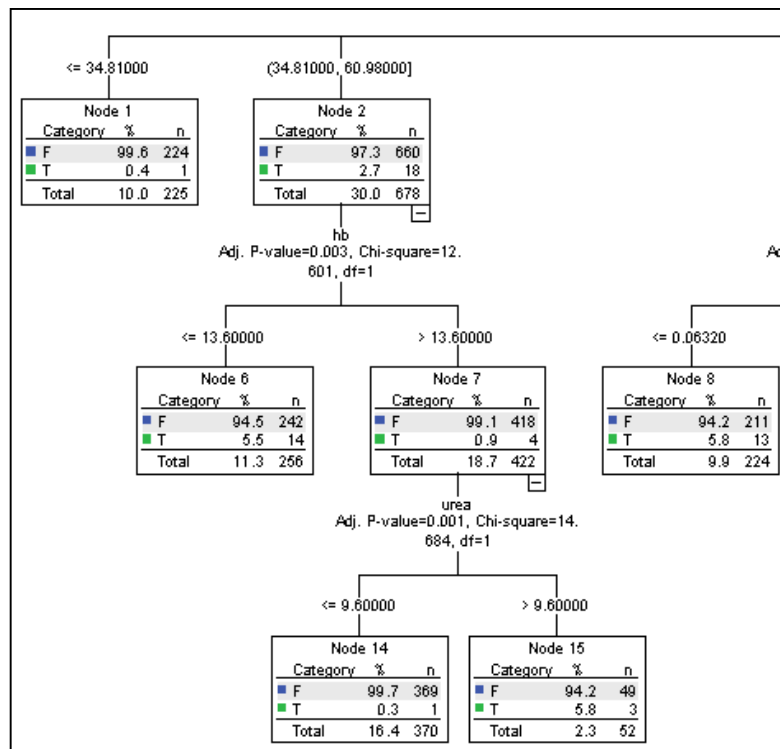 <= 34.81000
(34.81000, 60.98000]
Node 1
Category % n
F 99.6 224
T 0.4 1
Total 10.0 225
Node 2
Category % n
F 97.3 660
T 2.7 18
Total 30.0 678
hb
Adj. P-value=0.003, Chi-square=12.
601, df=1
<= 13.60000
> 13.60000
<= 0.06320
Node 6
Category % n
F 94.5 242
T 5.5 14
Total 11.3 256
Node 7
Category % n
F 99.1 418
T 0.9 4
Total 18.7 422
Node 8
Category % n
F 94.2 211
T 5.8 13
Total 9.9 224
urea
Adj. P-value=0.001, Chi-square=14.
684, df=1
<= 9.60000
> 9.60000
Node 14
Category % n
F 99.7 369
T 0.3 1
Total 16.4 370
Node 15
Category % n
F 94.2 49
T 5.8 3
Total 2.3 52